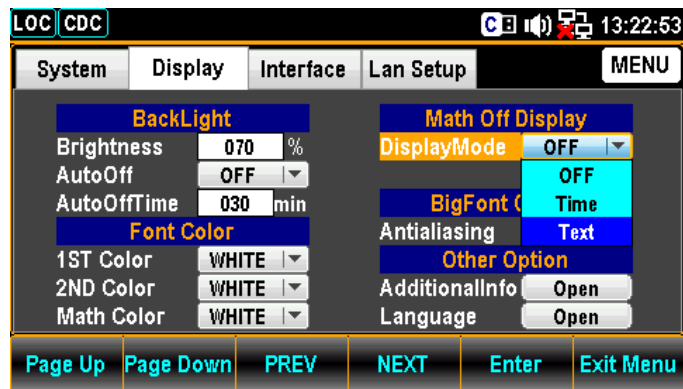 LOC CDC C 13:22:53
System Display Interface Lan Setup MENU
BackLight
Brightness 070 %
AutoOff OFF
AutoOffTime 030 min
Font Color
1ST Color WHITE
2ND Color WHITE
Math Color WHITE
Math Off Display
DisplayMode OFF
OFF
Time
Text
BigFont
Antialiasing
Other Option
AdditionalInfo Open
Language Open
Page Up Page Down PREV NEXT Enter Exit Menu